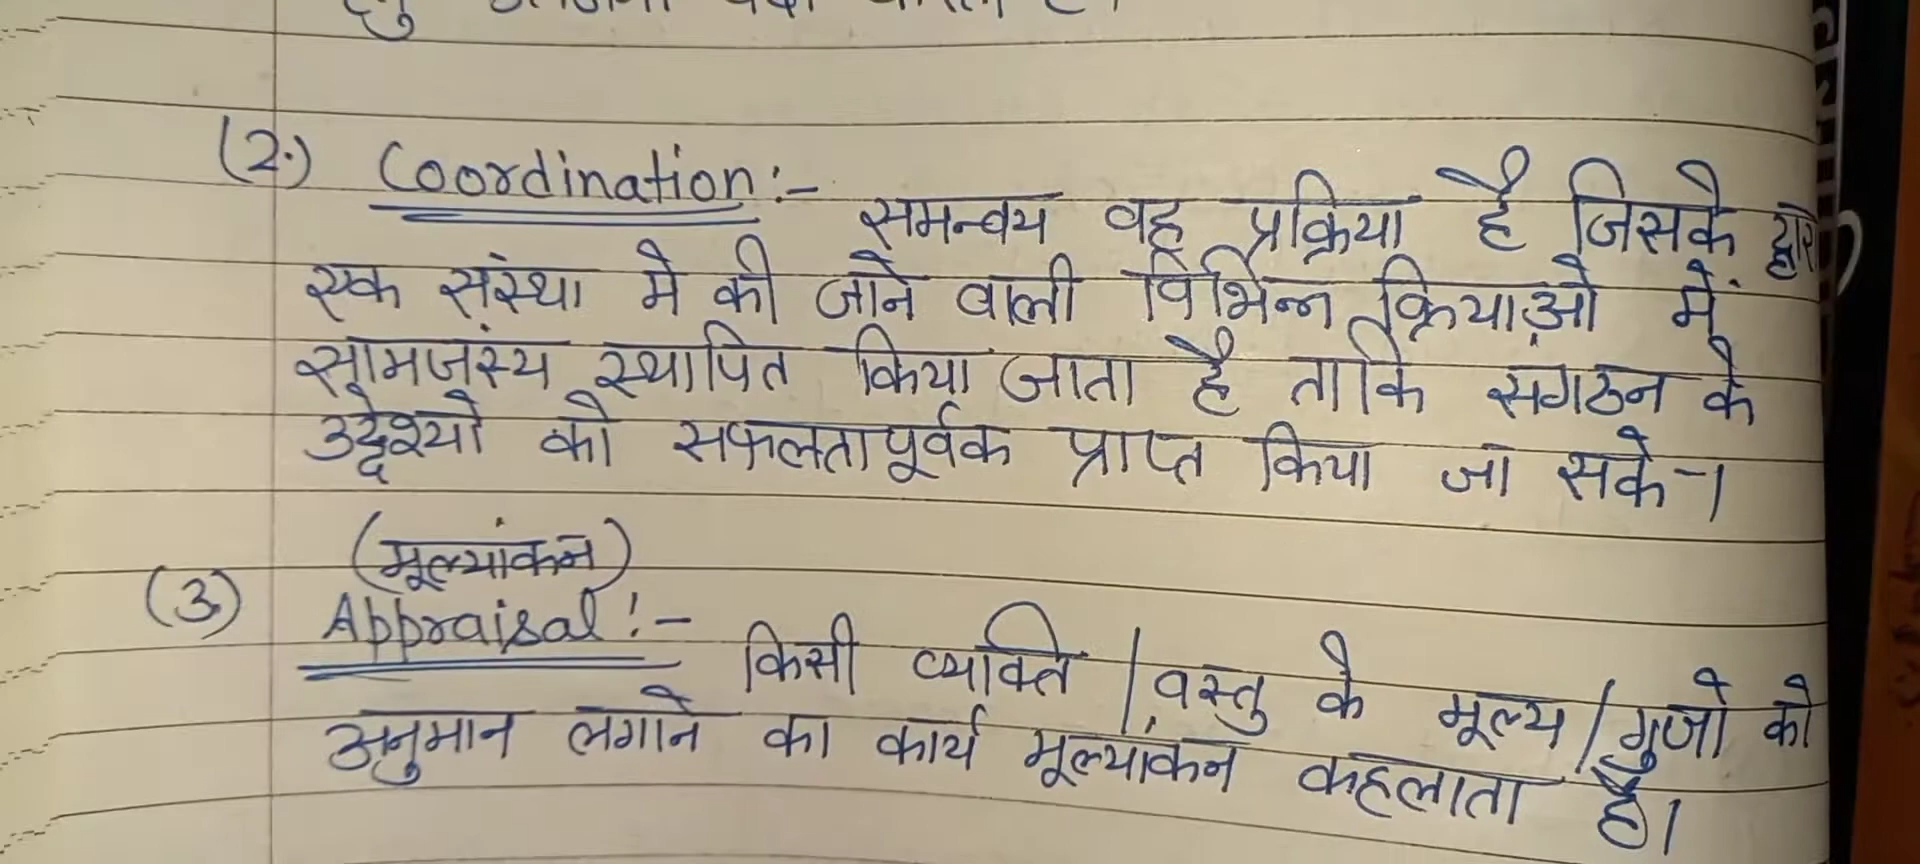 (2.) Coordination :- समन्वय वह प्रक्रिया है जिसके द्वारा
एक संस्था मे की जाने वाली विभिन्न क्रियाओ में
सामजंस्य स्थापित किया जाता है ताकि सगठन के
उद्देश्यो को सफलतापूर्वक प्राप्त किया जा सके-।
(मूल्यांकन)
(3) Appraisal :- किसी व्यक्ति / वस्तु के मूल्य / गुणो को
अनुमान लगाने का कार्य मूल्यांकन कहलाता है।